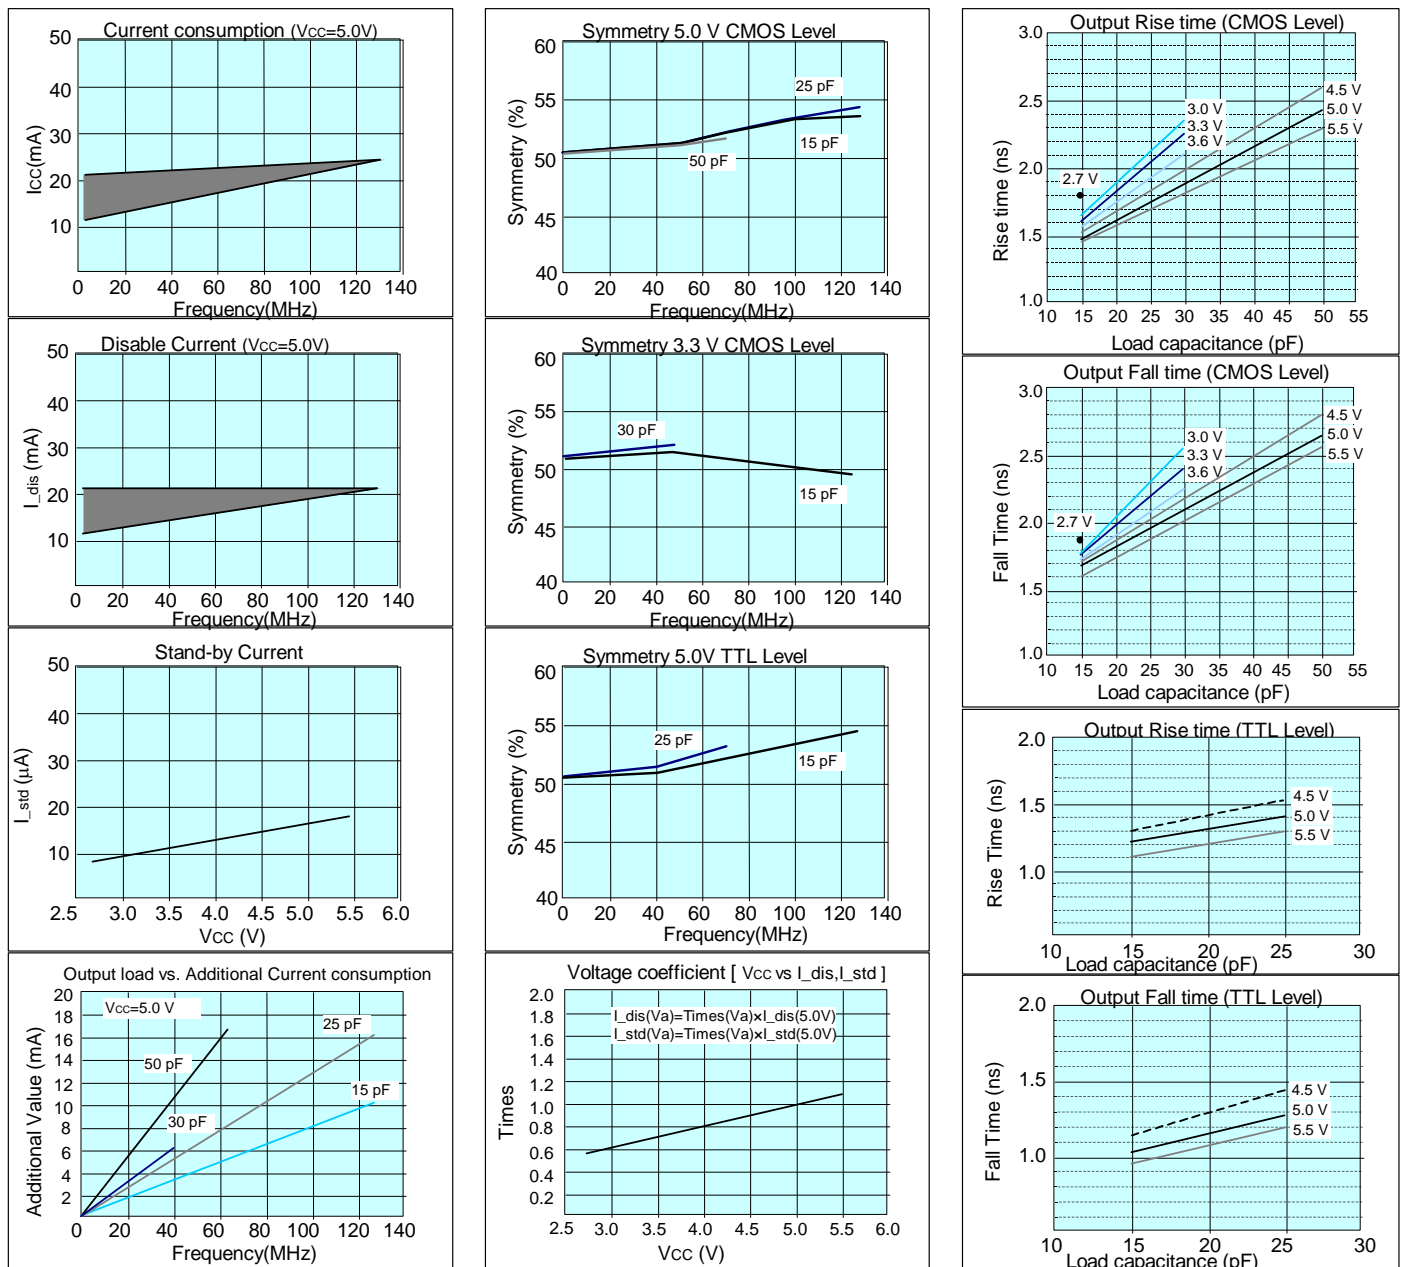 Current consumption (VCC=5.0V)
50
40
30
20
10
ICC(mA)
0 20 40 60 80 100 120 140
Frequency(MHz)
Disable Current (VCC=5.0V)
50
40
30
20
10
I_dis (mA)
0 20 40 60 80 100 120 140
Frequency(MHz)
Stand-by Current
50
40
30
20
10
I_std (μA)
2.5 3.0 3.5 4.0 4.5 5.0 5.5 6.0
VCC (V)
Output load vs. Additional Current consumption
20
18
16
14
12
10
8
6
4
2
Additional Value (mA)
VCC=5.0 V
50 pF
25 pF
15 pF
30 pF
0 20 40 60 80 100 120 140
Frequency(MHz)
Symmetry 5.0 V CMOS Level
60
55
50
45
40
Symmetry (%)
25 pF
15 pF
50 pF
0 20 40 60 80 100 120 140
Frequency(MHz)
Symmetry 3.3 V CMOS Level
60
55
50
45
40
Symmetry (%)
30 pF
15 pF
0 20 40 60 80 100 120 140
Frequency(MHz)
Symmetry 5.0V TTL Level
60
55
50
45
40
Symmetry (%)
25 pF
15 pF
0 20 40 60 80 100 120 140
Frequency(MHz)
Voltage coefficient [ VCC vs I_dis,I_std ]
2.0
1.8
1.6
1.4
1.2
1.0
0.8
0.6
0.4
0.2
Times
I_dis(Va)=Times(Va)×I_dis(5.0V)
I_std(Va)=Times(Va)×I_std(5.0V)
2.5 3.0 3.5 4.0 4.5 5.0 5.5 6.0
VCC (V)
Output Rise time (CMOS Level)
3.0
2.5
2.0
1.5
1.0
Rise time (ns)
2.7 V
3.0 V
3.3 V
3.6 V
4.5 V
5.0 V
5.5 V
10 15 20 25 30 35 40 45 50 55
Load capacitance (pF)
Output Fall time (CMOS Level)
3.0
2.5
2.0
1.5
1.0
Fall Time (ns)
2.7 V
3.0 V
3.3 V
3.6 V
4.5 V
5.0 V
5.5 V
10 15 20 25 30 35 40 45 50 55
Load capacitance (pF)
Output Rise time (TTL Level)
2.0
1.5
1.0
Rise Time (ns)
4.5 V
5.0 V
5.5 V
10 15 20 25 30
Load capacitance (pF)
Output Fall time (TTL Level)
2.0
1.5
1.0
Fall Time (ns)
4.5 V
5.0 V
5.5 V
10 15 20 25 30
Load capacitance (pF)